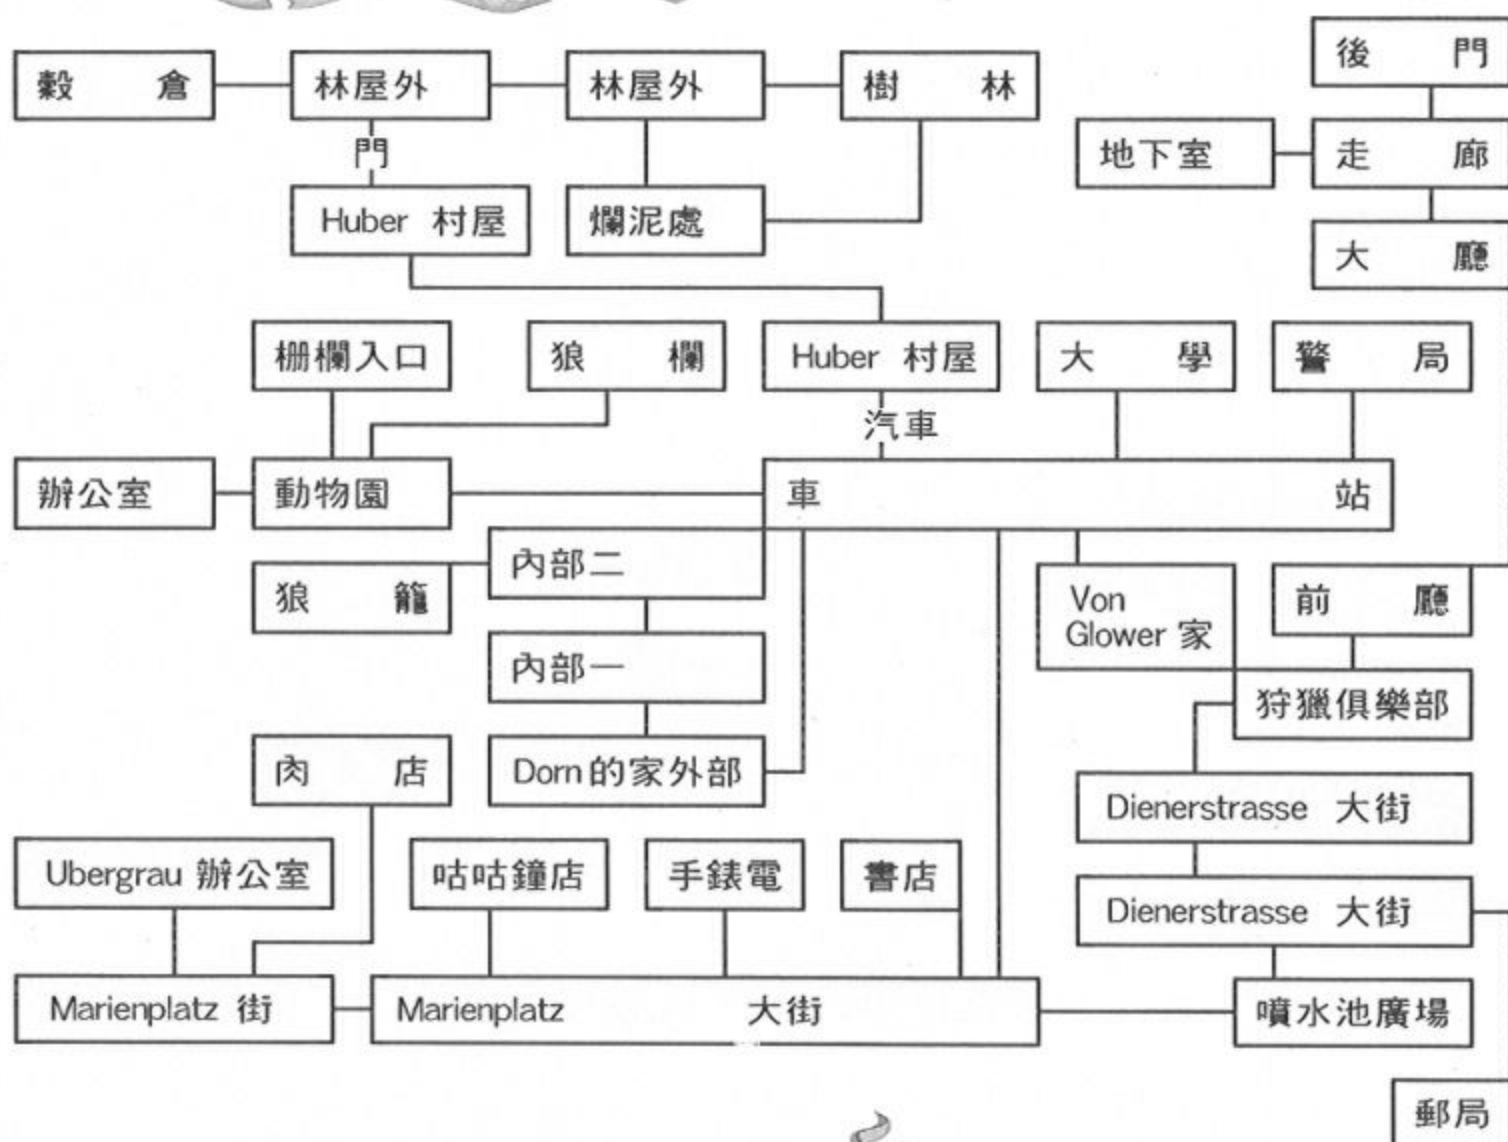 後門
穀倉
林屋外
林屋外
樹林
門
地下室
走廊
Huber 村屋
爛泥處
大廳
柵欄入口
狼欄
Huber 村屋
大學
警局
汽車
辦公室
動物園
車站
內部二
狼籠
Von
Glower 家
前廳
內部一
狩獵俱樂部
肉店
Dorn的家外部
Dienerstrasse 大街
Ubergrau 辦公室
咕咕鐘店
手錶電
書店
Dienerstrasse 大街
Marienplatz 街
Marienplatz 大街
噴水池廣場
郵局